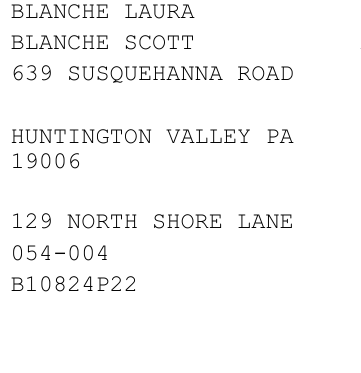 BLANCHE LAURA
BLANCHE SCOTT
639 SUSQUEHANNA ROAD
HUNTINGTON VALLEY PA
19006
129 NORTH SHORE LANE
054-004
B10824P22